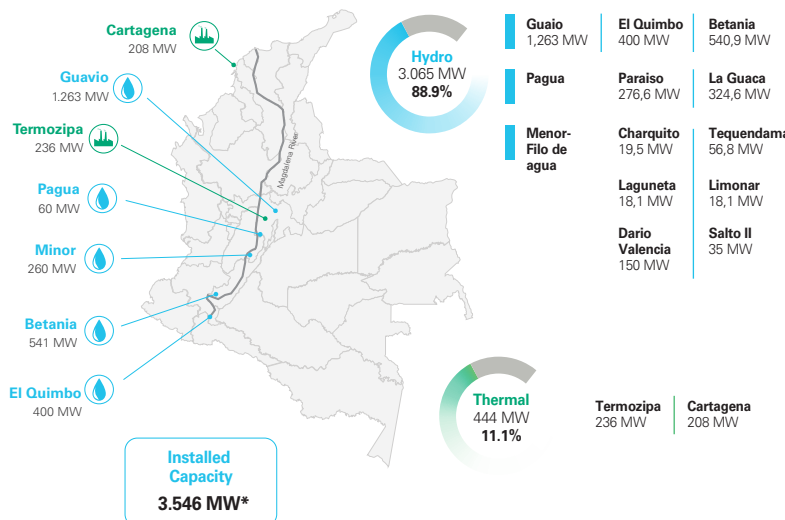 Cartagena
208 MW
Guavio
1.263 MW
Termozipa
236 MW
Pagua
60 MW
Minor
260 MW
Betania
541 MW
El Quimbo
400 MW
Magdalena River
Installed
Capacity
3.546 MW*
Hydro
3.065 MW
88.9%
Guaio
1,263 MW
El Quimbo
400 MW
Betania
540,9 MW
Pagua
Paraiso
276,6 MW
La Guaca
324,6 MW
Menor-
Filo de
agua
Charquito
19,5 MW
Tequendama
56,8 MW
Laguneta
18,1 MW
Limonar
18,1 MW
Dario
Valencia
150 MW
Salto II
35 MW
Thermal
444 MW
11.1%
Termozipa
236 MW
Cartagena
208 MW